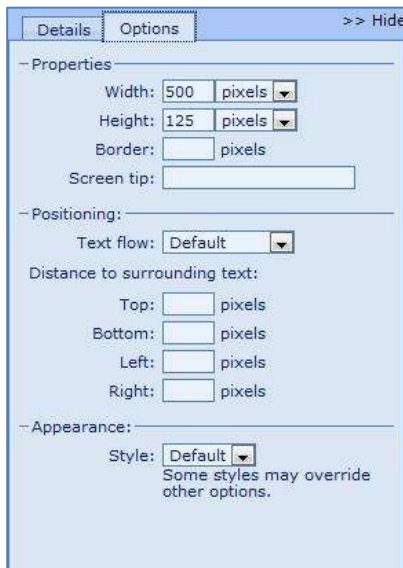 Details Options >> Hide
Properties
Width: 500 pixels
Height: 125 pixels
Border: pixels
Screen tip:
Positioning:
Text flow: Default
Distance to surrounding text:
Top: pixels
Bottom: pixels
Left: pixels
Right: pixels
Appearance:
Style: Default
Some styles may override
other options.